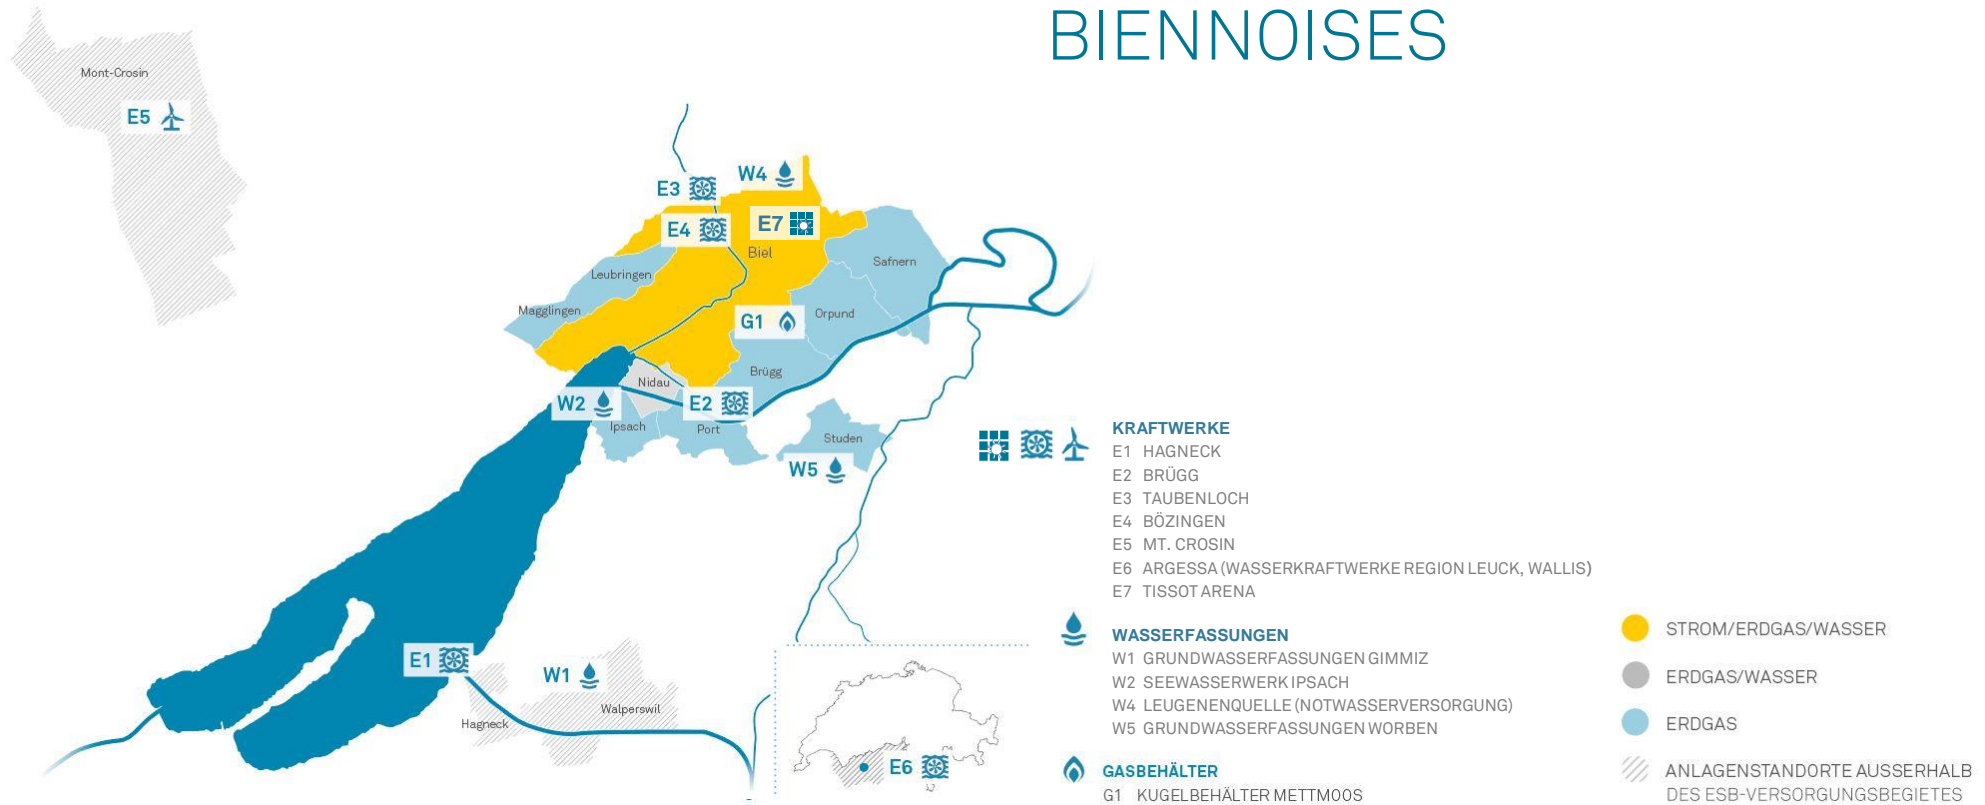 BIENNOISES
Mont-Crosin
E5
W4
E3
E7
E4
Biel
Safnern
Leubringen
Magglingen
Orpund
G1
Brügg
Nidau
W2
E2
Ipsach
Port
Studen
W5
E1
W1
Walperswil
Hagneck
E6
KRAFTWERKE
E1 HAGNECK
E2 BRÜGG
E3 TAUBENLOCH
E4 BÖZINGEN
E5 MT. CROSIN
E6 ARGESSA (WASSERKRAFTWERKE REGION LEUCK, WALLIS)
E7 TISSOT ARENA
WASSERFASSUNGEN
W1 GRUNDWASSERFASSUNGEN GIMMIZ
W2 SEEWASSERWERK IPSACH
W4 LEUGENENQUELLE (NOTWASSERVERSORGUNG)
W5 GRUNDWASSERFASSUNGEN WORBEN
GASBEHÄLTER
G1 KUGELBEHÄLTER METTMOOS
STROM/ERDGAS/WASSER
ERDGAS/WASSER
ERDGAS
ANLAGENSTANDORTE AUSSERHALB
DES ESB-VERSORGUNGSBEGIETES